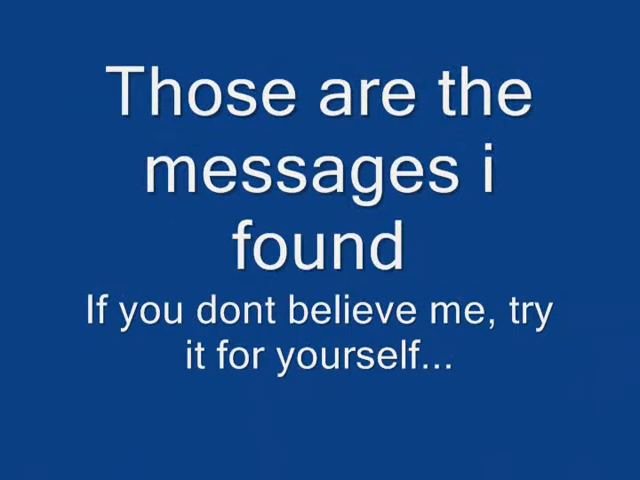 Those are the
messages i
found
If you dont believe me, try
it for yourself...